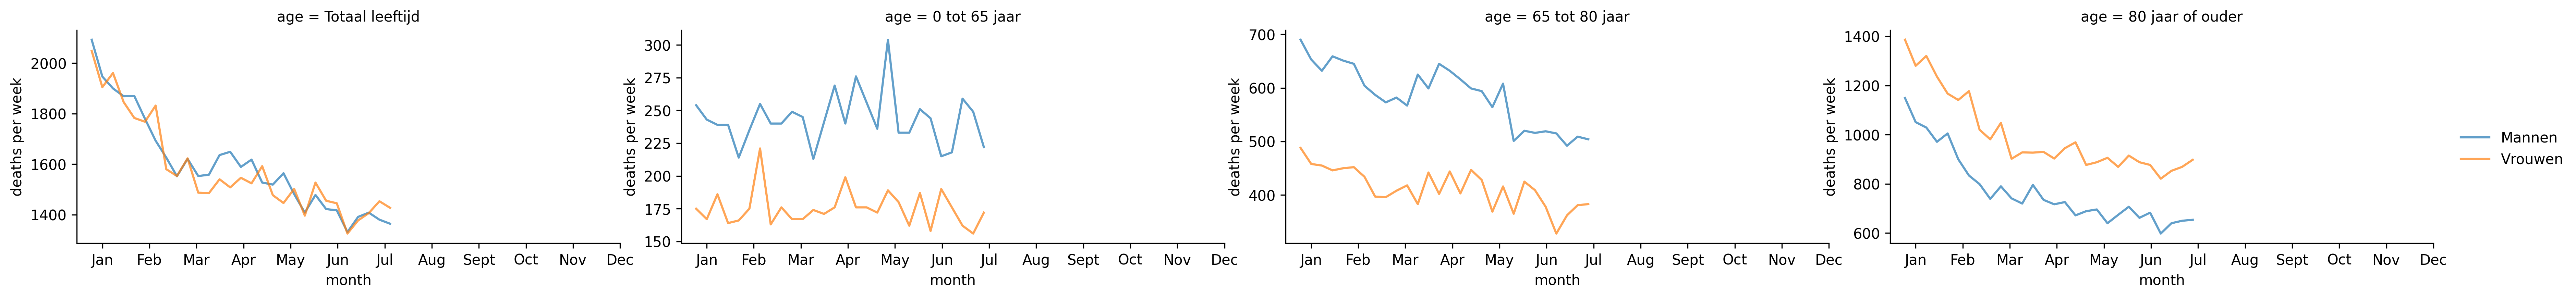 age = Totaal leeftijd
deaths per week
2000
1800
1600
1400
Jan Feb Mar Apr May Jun Jul Aug Sept Oct Nov Dec
month
age = 0 tot 65 jaar
deaths per week
300
275
250
225
200
175
150
Jan Feb Mar Apr May Jun Jul Aug Sept Oct Nov Dec
month
age = 65 tot 80 jaar
deaths per week
700
600
500
400
Jan Feb Mar Apr May Jun Jul Aug Sept Oct Nov Dec
month
age = 80 jaar of ouder
deaths per week
1400
1200
1000
800
600
Jan Feb Mar Apr May Jun Jul Aug Sept Oct Nov Dec
month
Mannen
Vrouwen